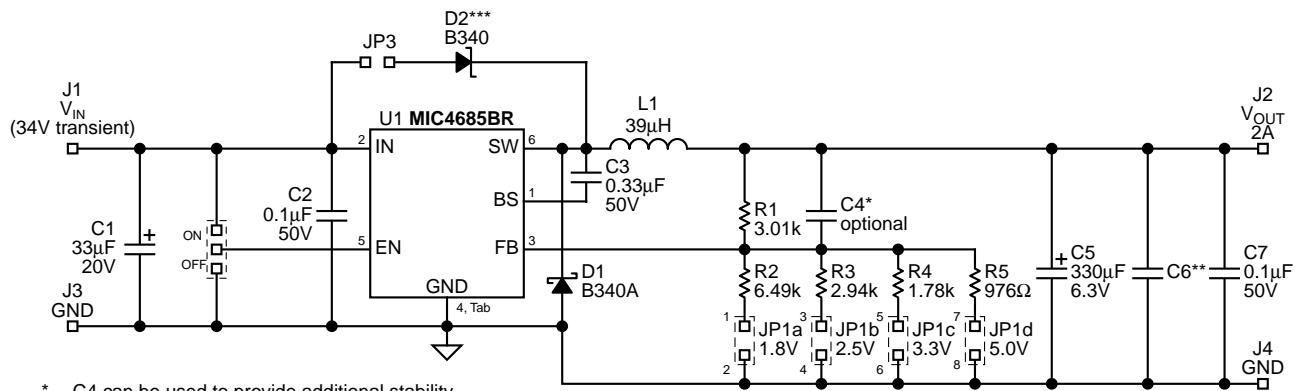 D2***
B340
JP3
J1
VIN
(34V transient)
U1 MIC4685BR
2 IN
SW 6
L1
39µH
J2
VOUT
2A
C3
0.33µF
50V
BS 1
C2
0.1µF
50V
C1
33µF
20V
+
ON
OFF
5 EN
FB 3
R1
3.01k
C4*
optional
GND
4, Tab
D1
B340A
R2
6.49k
R3
2.94k
R4
1.78k
R5
976Ω
+
C5
330µF
6.3V
C6**
C7
0.1µF
50V
J3
GND
1
JP1a
1.8V
2
3
JP1b
2.5V
4
5
JP1c
3.3V
6
7
JP1d
5.0V
8
J4
GND
* C4 can be used to provide additional stability